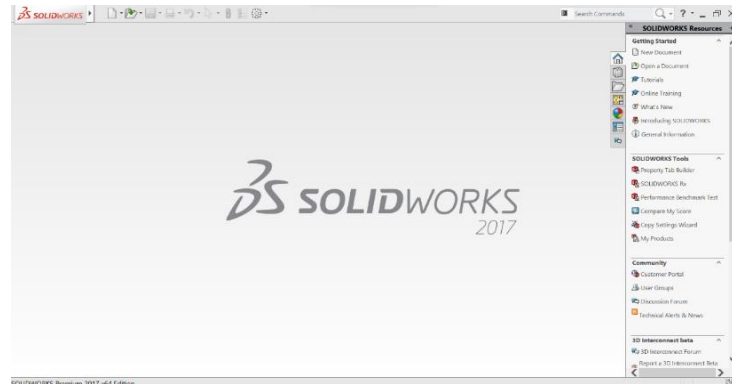 SOLIDWORKS
Search Commands
?
SOLIDWORKS Resources
Getting Started
New Document
Open a Document
Tutorials
Online Training
What's New
Introducing SOLIDWORKS
General Information
SOLIDWORKS Tools
Property Tab Builder
SOLIDWORKS Rx
Performance Benchmark Test
Compare My Score
Copy Settings Wizard
My Products
Community
Customer Portal
User Groups
Discussion Forum
Technical Alerts & News
3D Interconnect beta
3D Interconnect Forum
Report a 3D Interconnect Beta
SOLIDWORKS
2017
SOLIDWORKS Premium 2017 x64 Edition